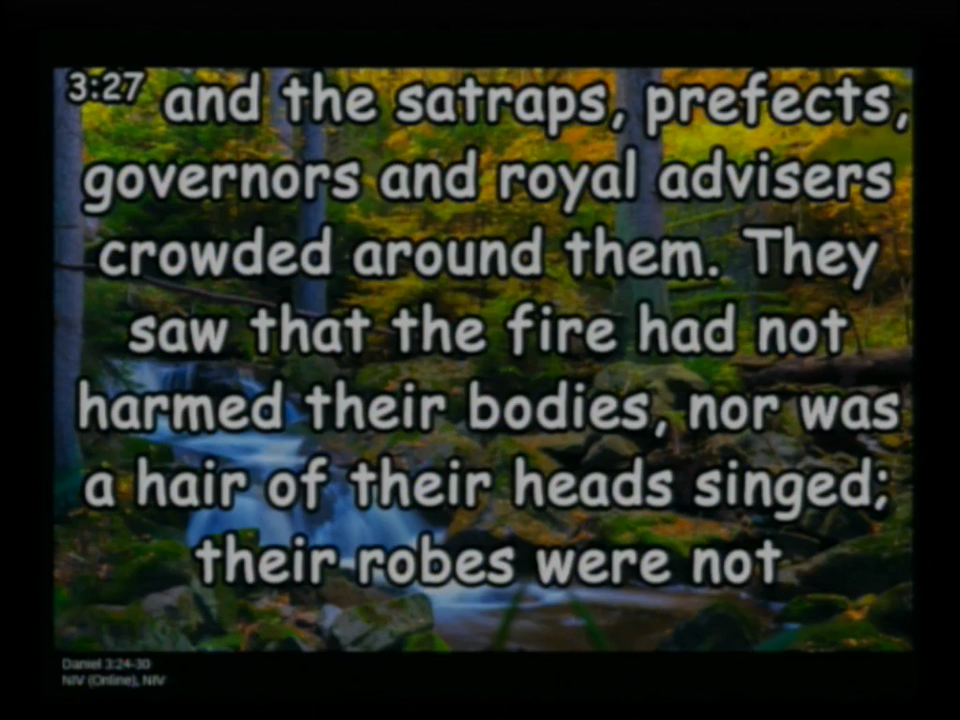 3:27 and the satraps, prefects,
governors and royal advisers
crowded around them. They
saw that the fire had not
harmed their bodies, nor was
a hair of their heads singed;
their robes were not
Daniel 3:24-30
NIV (Online), NIV